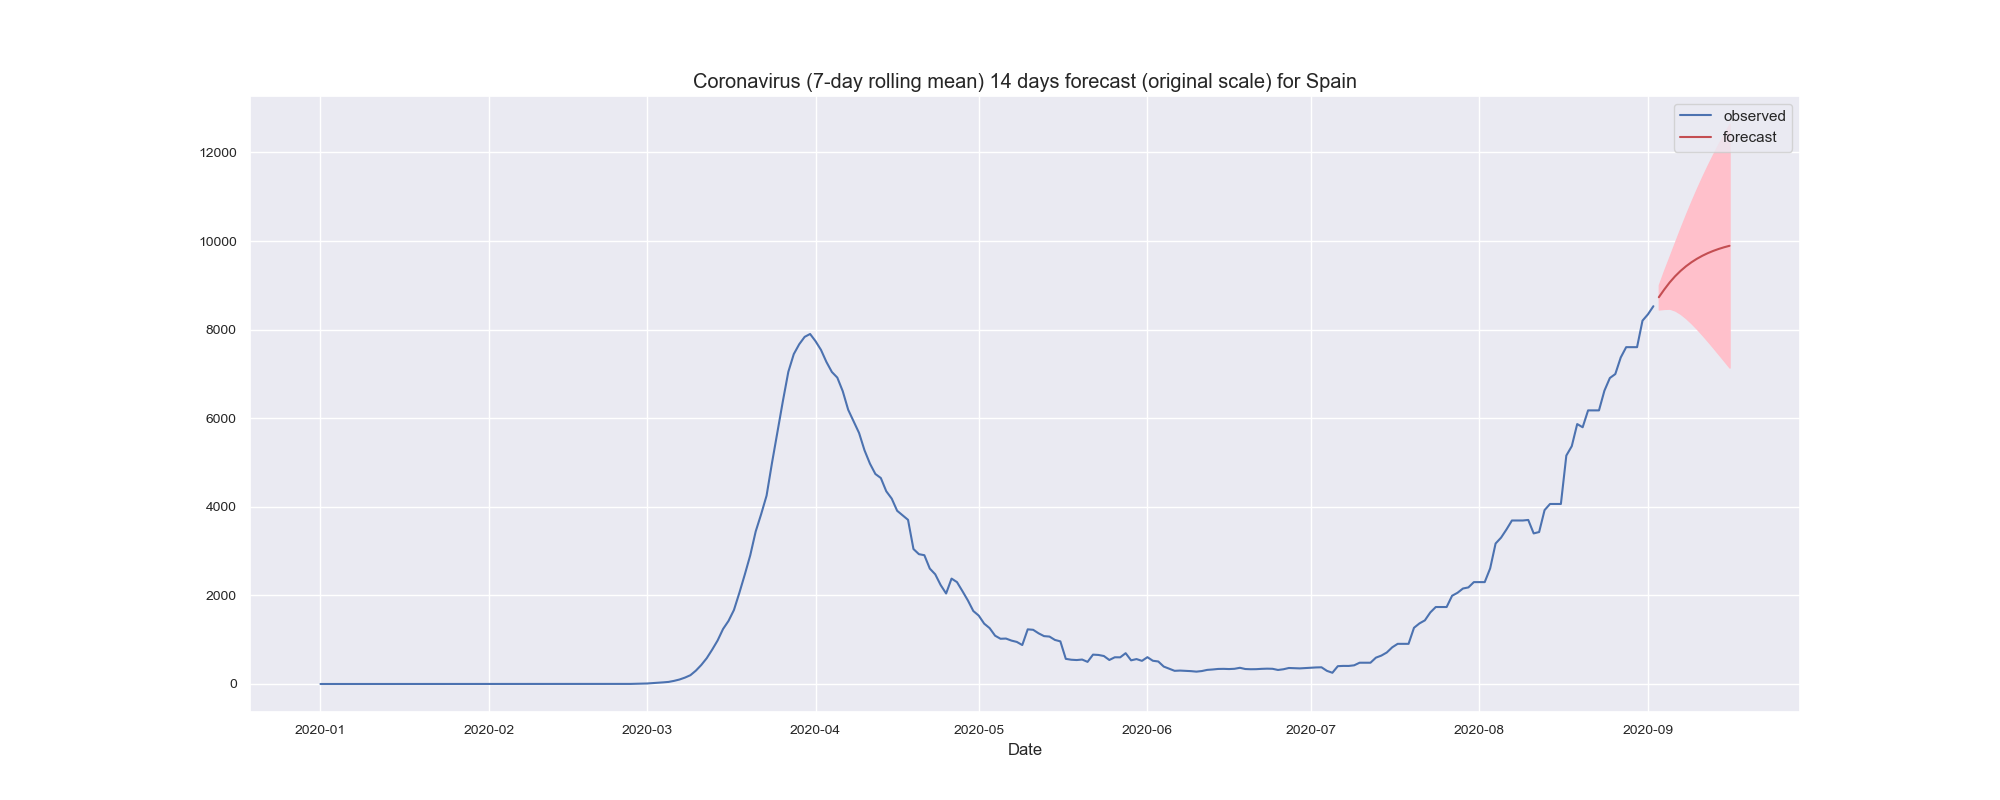 Coronavirus (7-day rolling mean) 14 days forecast (original scale) for Spain
observed
forecast
12000
10000
8000
6000
4000
2000
0
2020-01 2020-02 2020-03 2020-04 2020-05 2020-06 2020-07 2020-08 2020-09
Date